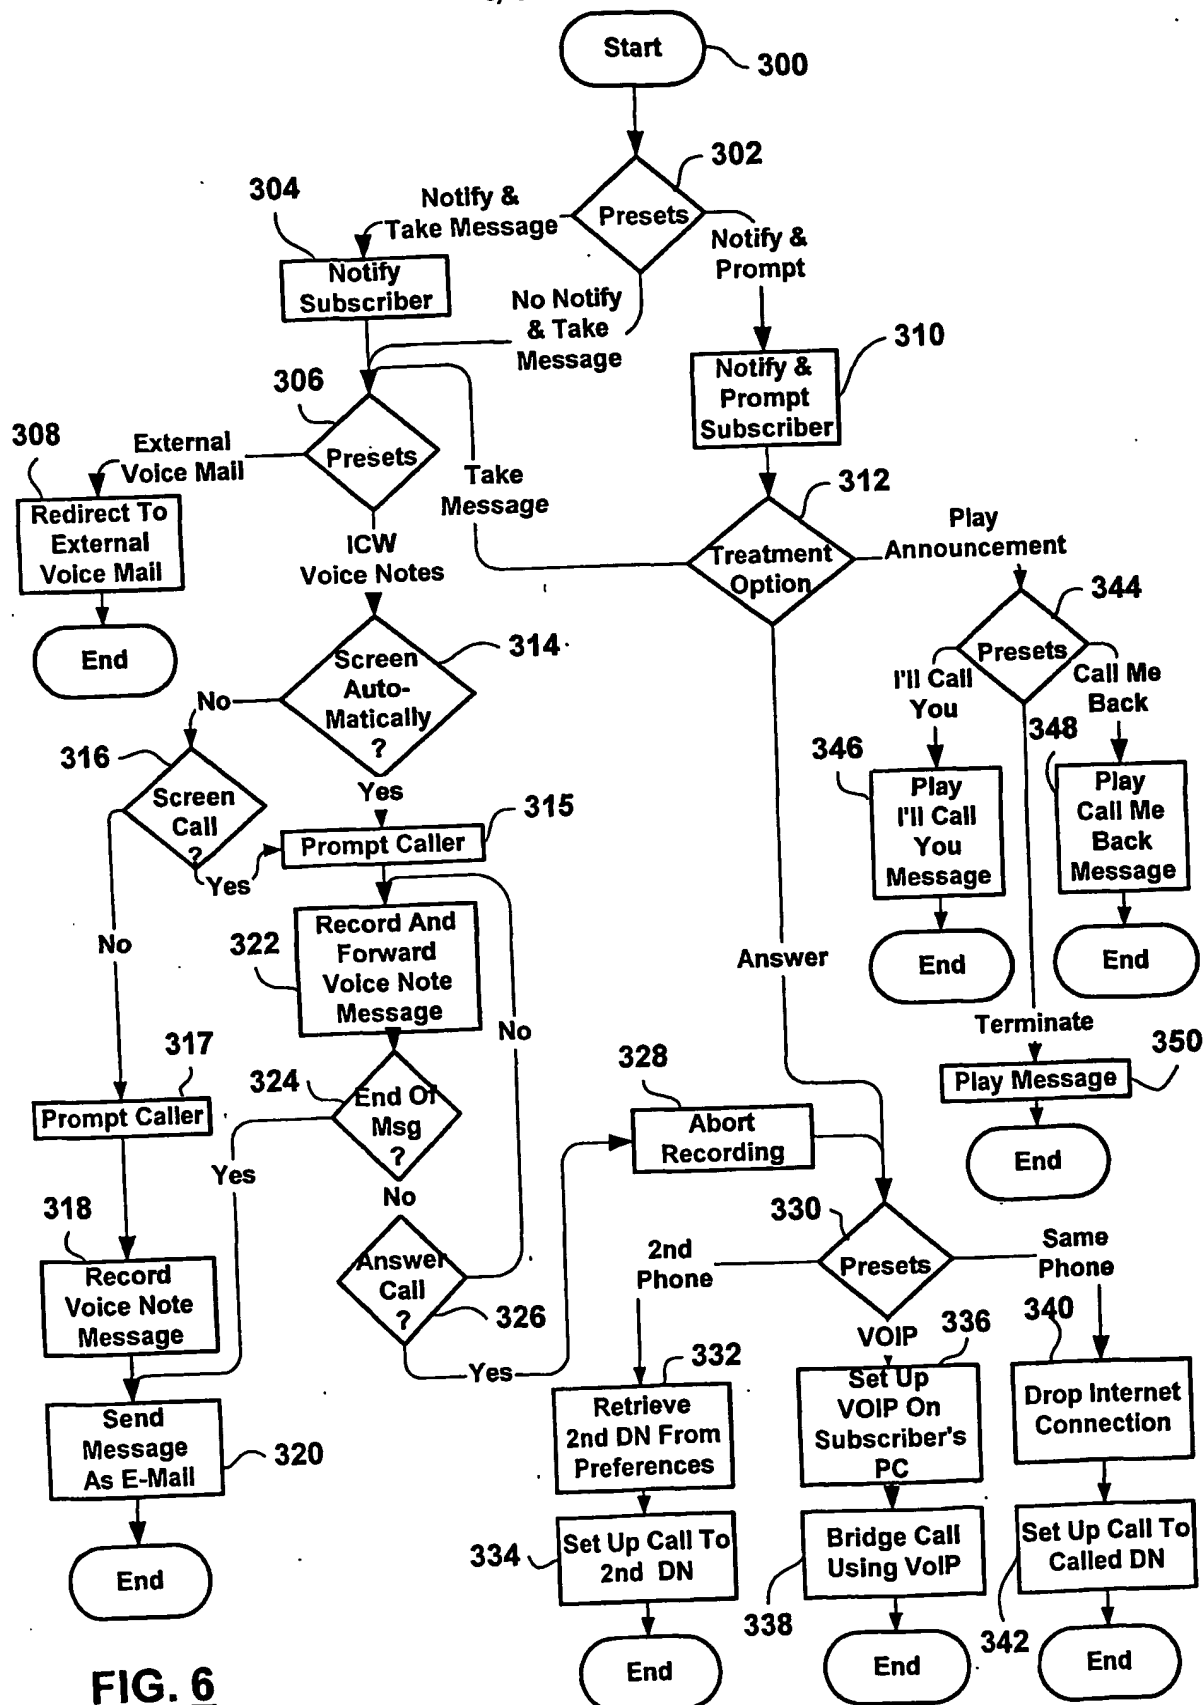 Start
300
302
304
Notify &
Take Message
Presets
Notify &
Prompt
Notify
Subscriber
No Notify
& Take
Message
310
Notify &
Prompt
Subscriber
306
308
External
Voice Mail
Presets
Take
Message
312
Redirect To
External
Voice Mail
ICW
Voice Notes
Treatment
Option
Play
Announcement
344
End
Screen
Auto-
Matically
?
314
Presets
No
I'll Call
You
Call Me
Back
316
Screen
Call
?
Yes
Yes
315
Prompt Caller
346
348
Play
I'll Call
You
Message
Play
Call Me
Back
Message
No
322
Record And
Forward
Voice Note
Message
No
Answer
End
End
Terminate
317
324
End Of
Msg
?
328
350
Play Message
Prompt Caller
Abort
Recording
End
Yes
No
318
330
Record
Voice Note
Message
Answer
Call
?
326
2nd
Phone
Presets
Same
Phone
VOIP
336
340
Yes
332
Send
Message
As E-Mail
320
Retrieve
2nd DN From
Preferences
Set Up
VOIP On
Subscriber's
PC
Drop Internet
Connection
334
Set Up Call To
2nd DN
Bridge Call
Using VoIP
Set Up Call To
Called DN
End
338
342
End
End
End
FIG. 6